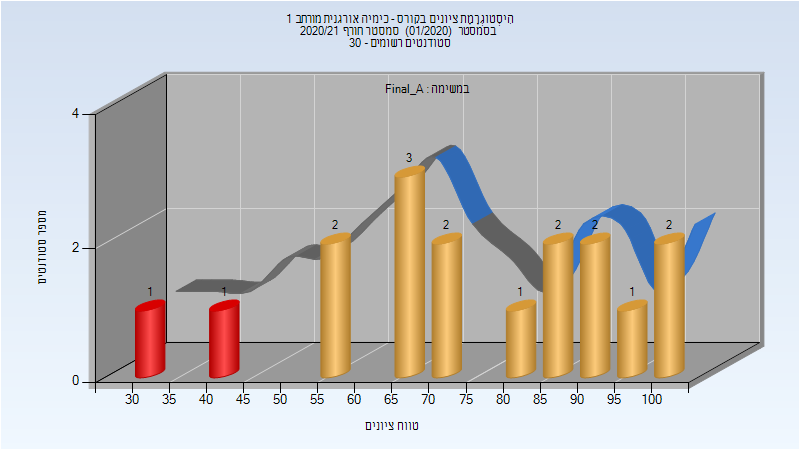 היסטוגרמת ציונים בקורס - כימיה אורגנית מורחב 1
בסמסטר (01/2020) סמסטר חורף 2020/21
סטודנטים רשומים - 30
במשימה : Final_A
מספר סטודנטים
4
2
0
1
1
2
3
2
1
2
2
1
2
30 35 40 45 50 55 60 65 70 75 80 85 90 95 100
טווח ציונים